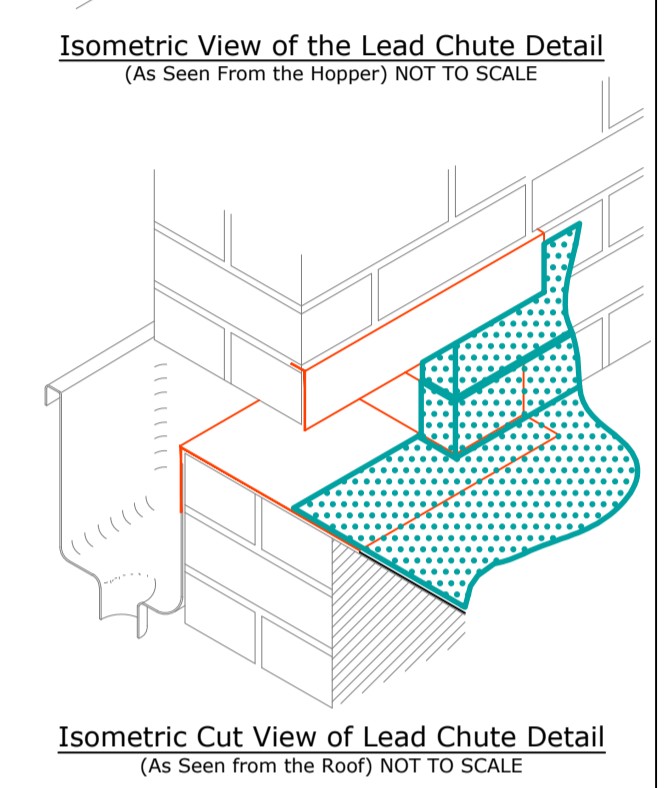 Isometric View of the Lead Chute Detail
(As Seen From the Hopper) NOT TO SCALE
Isometric Cut View of Lead Chute Detail
(As Seen from the Roof) NOT TO SCALE